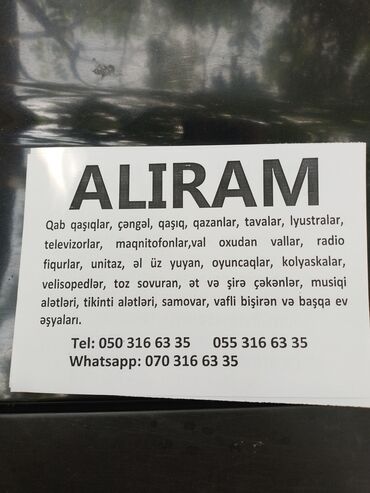 ALIRAM
Qab qaşıqlar, çəngəl, qaşıq, qazanlar, tavalar, lyustralar,
televizorlar, maqnitofonlar,val oxudan vallar, radio
fiqurlar, unitaz, əl üz yuyan, oyuncaqlar, kolyaskalar,
velisopedlər, toz sovuran, ət və şirə çəkənlər, musiqi
alətləri, tikinti alətləri, samovar, vafli bişirən və başqa ev
əşyaları.
Tel: 050 316 63 35 055 316 63 35
Whatsapp: 070 316 63 35